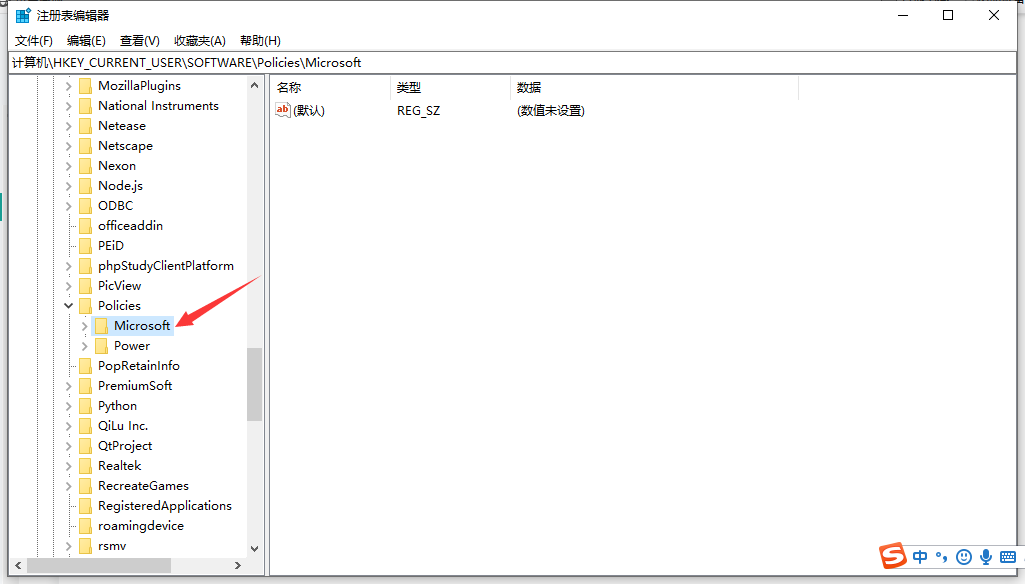 注册表编辑器
文件(F) 编辑(E) 查看(V) 收藏夹(A) 帮助(H)
计算机\HKEY_CURRENT_USER\SOFTWARE\Policies\Microsoft
MozillaPlugins
National Instruments
Netease
Netscape
Nexon
Node.js
ODBC
officeaddin
PEiD
phpStudyClientPlatform
PicView
Policies
Microsoft
Power
PopRetainInfo
PremiumSoft
Python
QiLu Inc.
QtProject
Realtek
RecreateGames
RegisteredApplications
roamingdevice
rsmv
名称 类型 数据
ab (默认) REG_SZ (数值未设置)
S 中